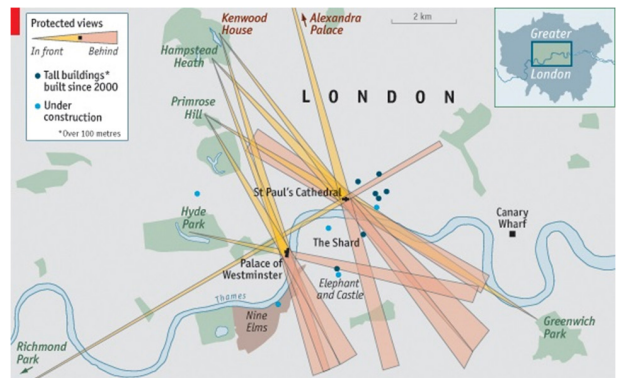 Protected views
In front
Behind
Tall buildings*
built since 2000
Under
construction
*Over 100 metres
Kenwood
House
Alexandra
Palace
2 km
Greater
London
Hampstead
Heath
Primrose
Hill
LONDON
St Paul's Cathedral
Hyde
Park
The Shard
Canary
Wharf
Palace of
Westminster
Elephant
and Castle
Thames
Nine
Elms
Greenwich
Park
Richmond
Park